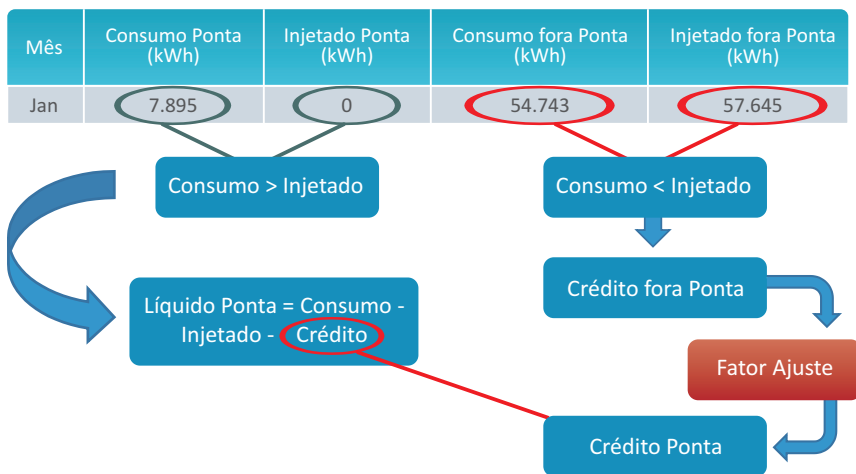 Mês
Consumo Ponta
(kWh)
Injetado Ponta
(kWh)
Consumo fora Ponta
(kWh)
Injetado fora Ponta
(kWh)
Jan
7.895
0
54.743
57.645
Consumo > Injetado
Consumo < Injetado
Crédito fora Ponta
Líquido Ponta = Consumo -
Injetado - Crédito
Fator Ajuste
Crédito Ponta